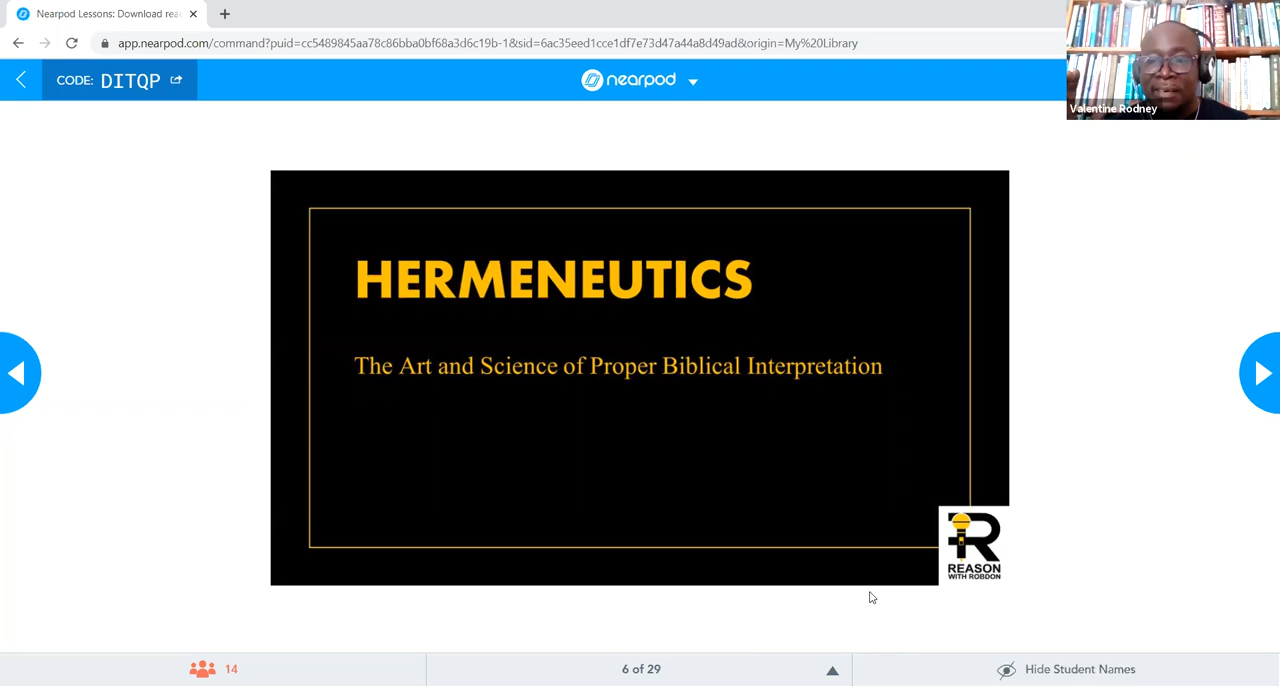 Nearpod Lessons: Download rea
app.nearpod.com/command?puid=cc5489845aa78c86bba0bf68a3d6c19b-1&sid=6ac35eed1cce1df7e73d47a44a8d49ad&origin=My%20Library
CODE: DITQP
nearpod
Valentine Rodney
HERMENEUTICS
The Art and Science of Proper Biblical Interpretation
R
REASON
WITH ROBDON
14
6 of 29
Hide Student Names